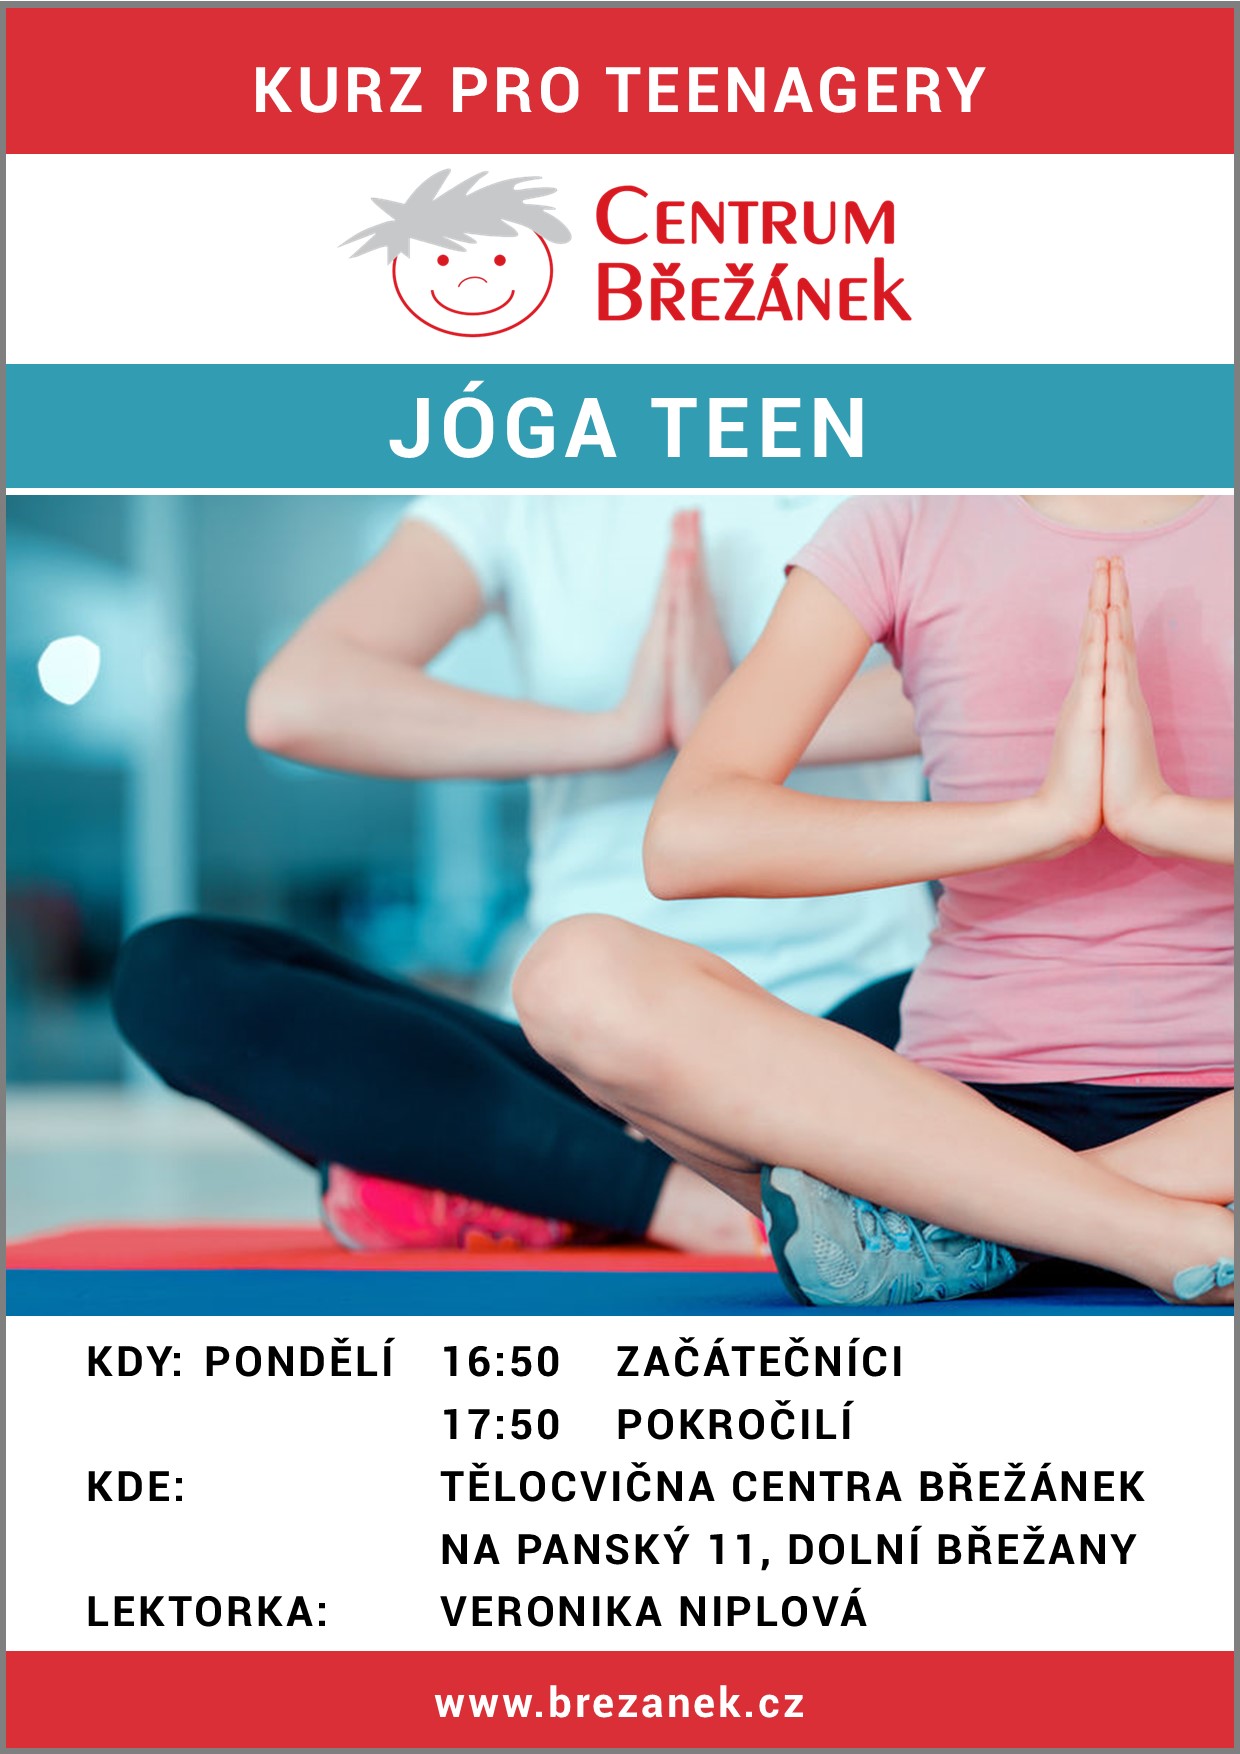 KURZ PRO TEENAGERY
CENTRUM
BŘEŽÁNEK
JÓGA TEEN
KDY: PONDĚLÍ 16:50 ZAČÁTEČNÍCI
17:50 POKROČILÍ
KDE: TĚLOCVIČNA CENTRA BŘEŽÁNEK
NA PANSKÝ 11, DOLNÍ BŘEŽANY
LEKTORKA: VERONIKA NIPLOVÁ
www.brezanek.cz